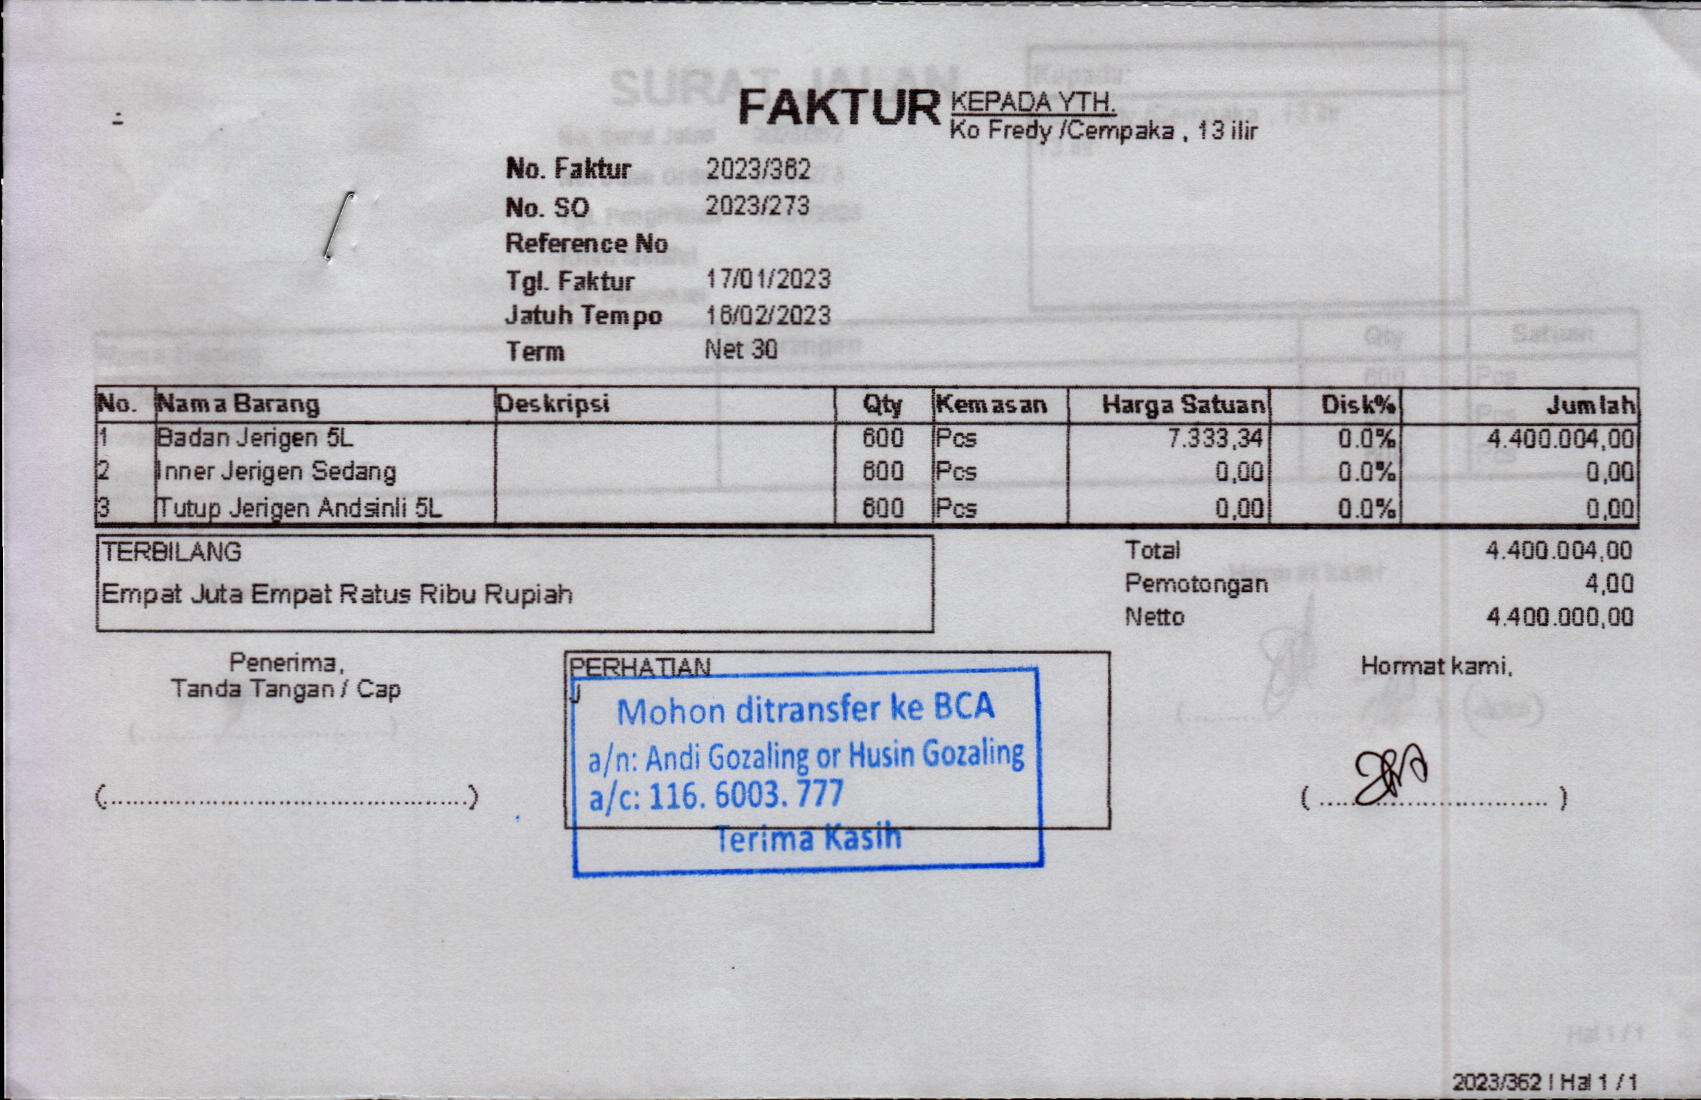 FAKTUR
KEPADA YTH.
Ko Fredy /Cempaka , 13 ilir
No. Faktur 2023/362
No. SO 2023/273
Reference No
Tgl. Faktur 17/01/2023
Jatuh Tempo 16/02/2023
Term Net 30
No. Nama Barang Deskripsi Qty Kemasan Harga Satuan Disk% Jumlah
1 Badan Jerigen 5L 600 Pcs 7.333,34 0.0% 4.400.004,00
2 Inner Jerigen Sedang 600 Pcs 0,00 0.0% 0,00
3 Tutup Jerigen Andsinli 5L 600 Pcs 0,00 0.0% 0,00
TERBILANG
Empat Juta Empat Ratus Ribu Rupiah
Total 4.400.004,00
Pemotongan 4,00
Netto 4.400.000,00
Penerima,
Tanda Tangan / Cap
(..............................................)
PERHATIAN
Mohon ditransfer ke BCA
a/n: Andi Gozaling or Husin Gozaling
a/c: 116. 6003. 777
Terima Kasih
Hormat kami,
( ............................. )
2023/362 | Hal 1 / 1